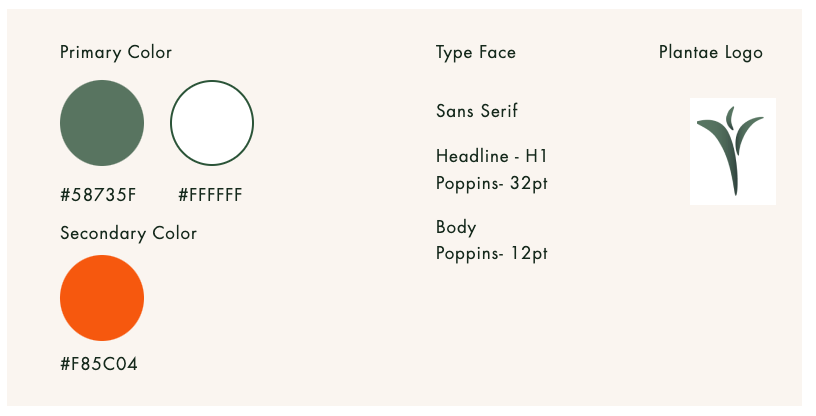 Primary Color
#58735F
#FFFFFF
Secondary Color
#F85C04
Type Face
Sans Serif
Headline - H1
Poppins- 32pt
Body
Poppins- 12pt
Plantae Logo